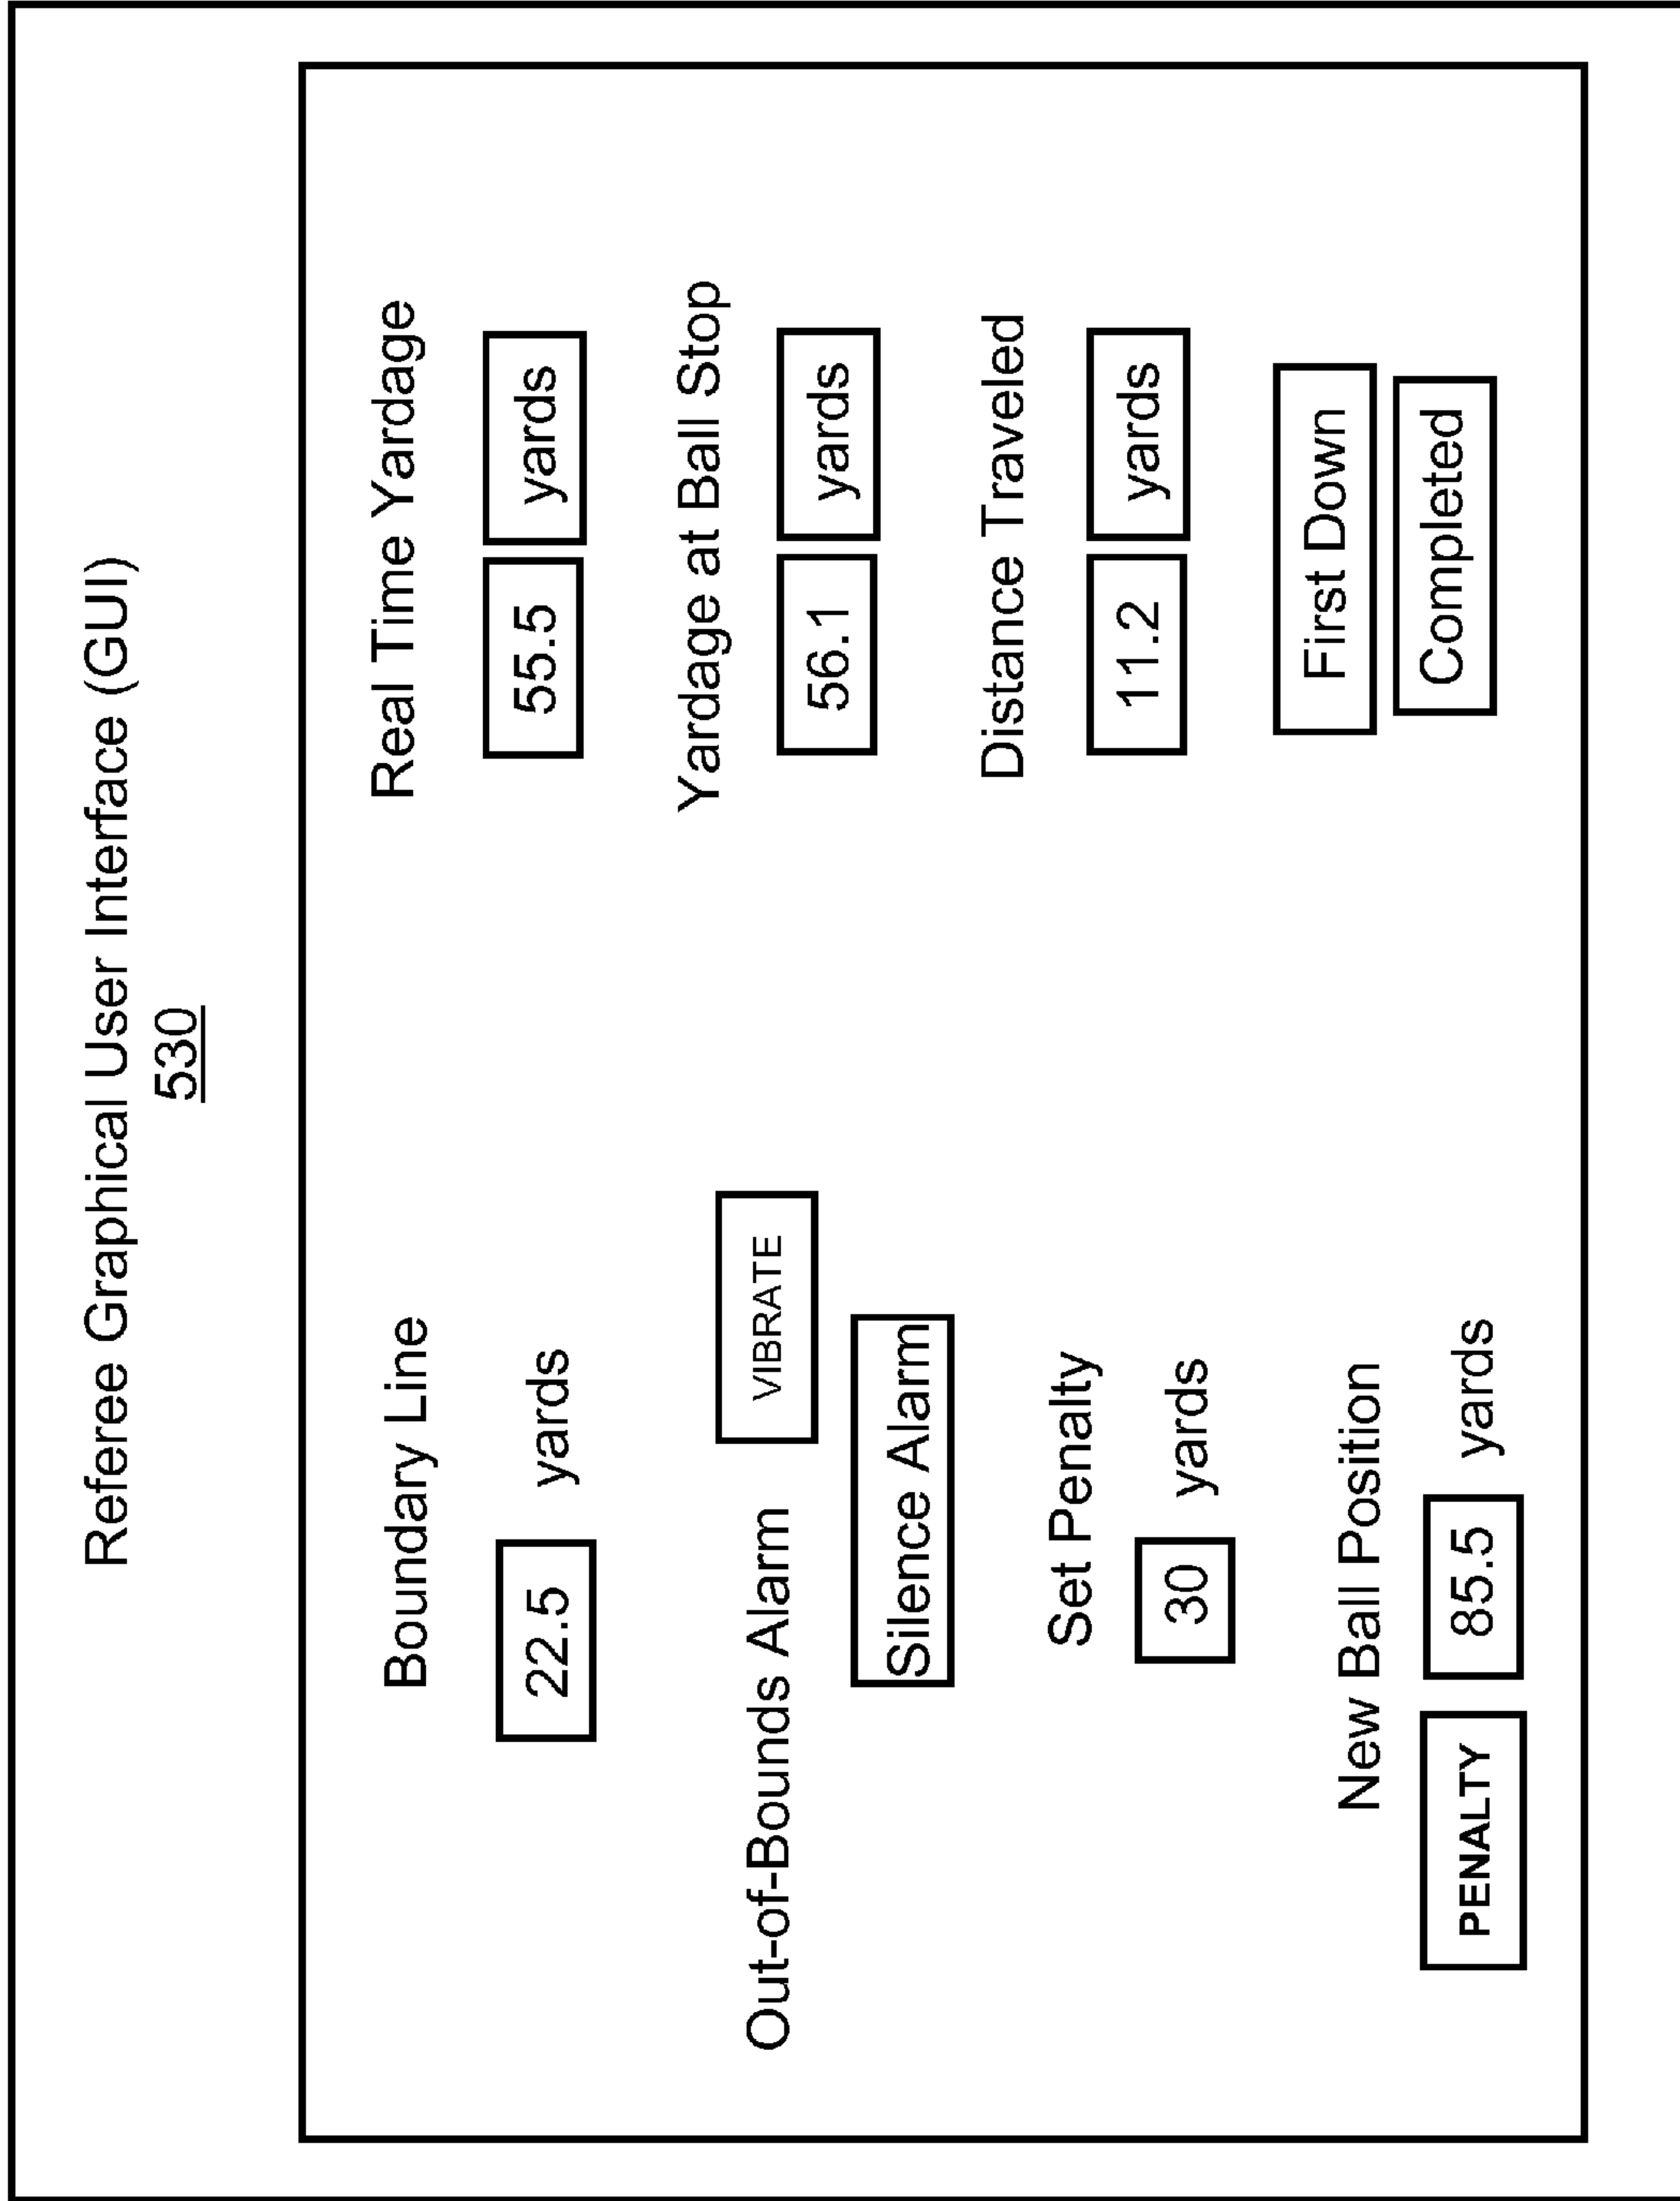 Referee Graphical User Interface (GUI)
530
Boundary Line
22.5 yards
Out-of-Bounds Alarm VIBRATE
Silence Alarm
Set Penalty
30 yards
New Ball Position
PENALTY 85.5 yards
Real Time Yardage
55.5 yards
Yardage at Ball Stop
56.1 yards
Distance Traveled
11.2 yards
First Down
Completed